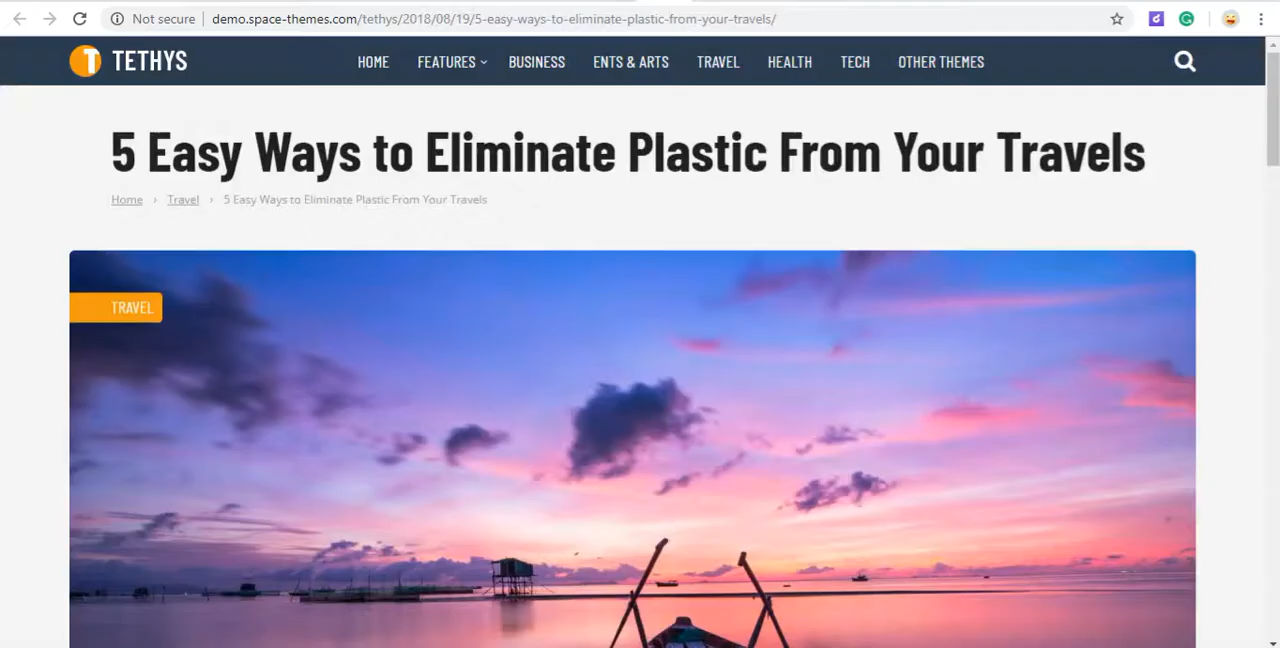 Not secure demo.space-themes.com/tethys/2018/08/19/5-easy-ways-to-eliminate-plastic-from-your-travels/
T TETHYS HOME FEATURES BUSINESS ENTS & ARTS TRAVEL HEALTH TECH OTHER THEMES
5 Easy Ways to Eliminate Plastic From Your Travels
Home › Travel › 5 Easy Ways to Eliminate Plastic From Your Travels
TRAVEL